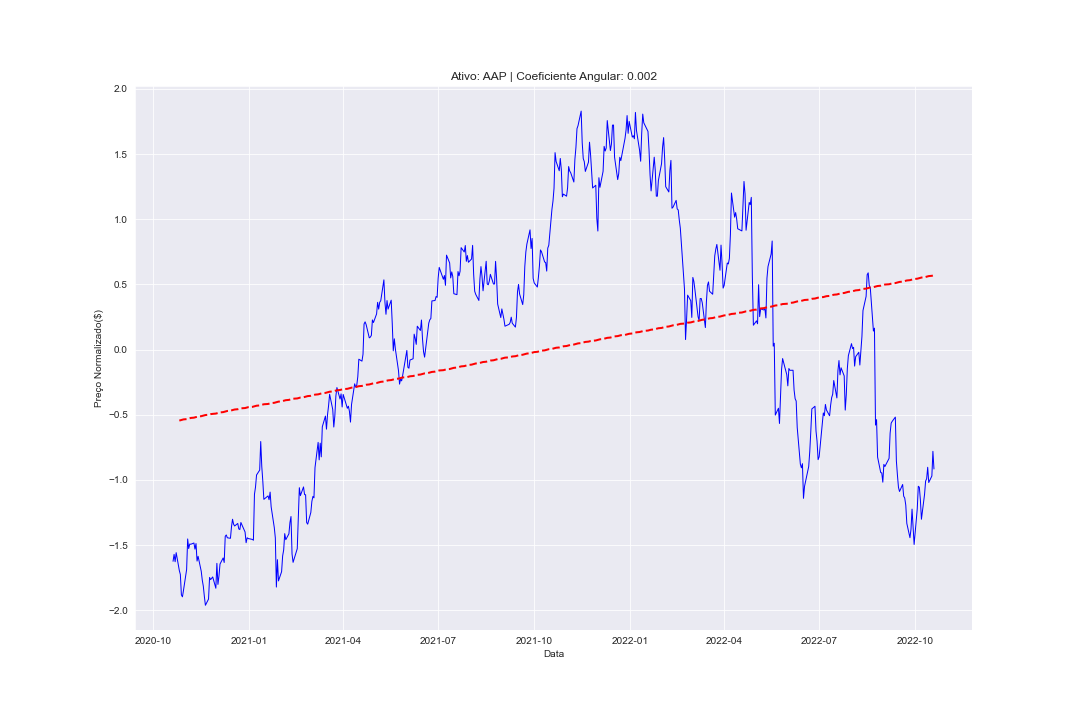 Ativo: AAP | Coeficiente Angular: 0.002
2.0
1.5
1.0
0.5
0.0
−0.5
−1.0
−1.5
−2.0
Preço Normalizado($)
2020-10 2021-01 2021-04 2021-07 2021-10 2022-01 2022-04 2022-07 2022-10
Data